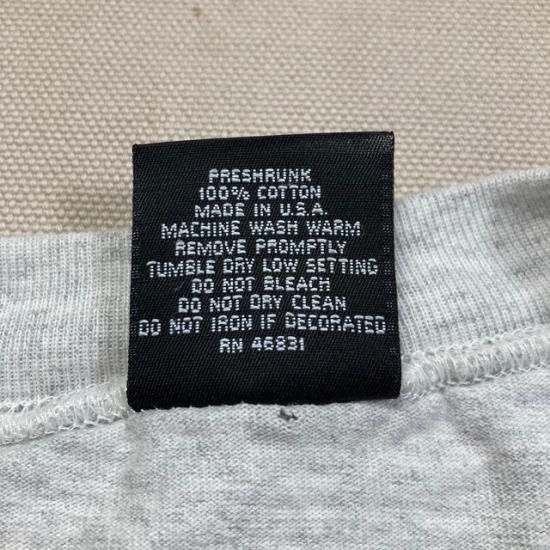 PRESHRUNK
100% COTTON
MADE IN U.S.A.
MACHINE WASH WARM
REMOVE PROMPTLY
TUMBLE DRY LOW SETTING
DO NOT BLEACH
DO NOT DRY CLEAN
DO NOT IRON IF DECORATED
RN 46831